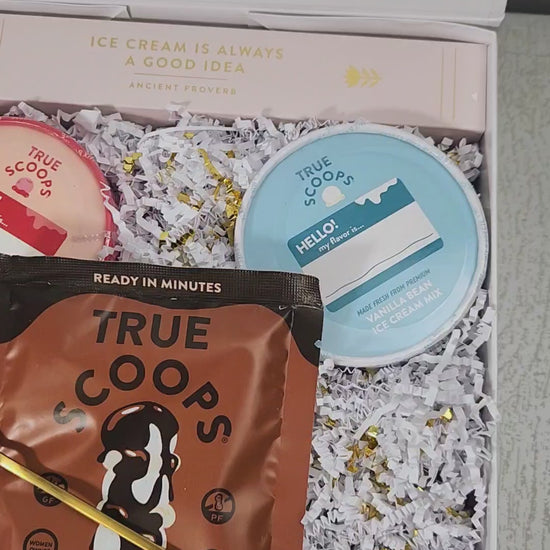 ICE CREAM IS ALWAYS
A GOOD IDEA
ANCIENT PROVERB
TRUE
SCOOPS
TRUE
SCOOPS
HELLO!
my flavor is...
MADE FRESH FROM PREMIUM
VANILLA BEAN
ICE CREAM MIX
READY IN MINUTES
TRUE
SCOOPS®
GF
PF
WOMEN